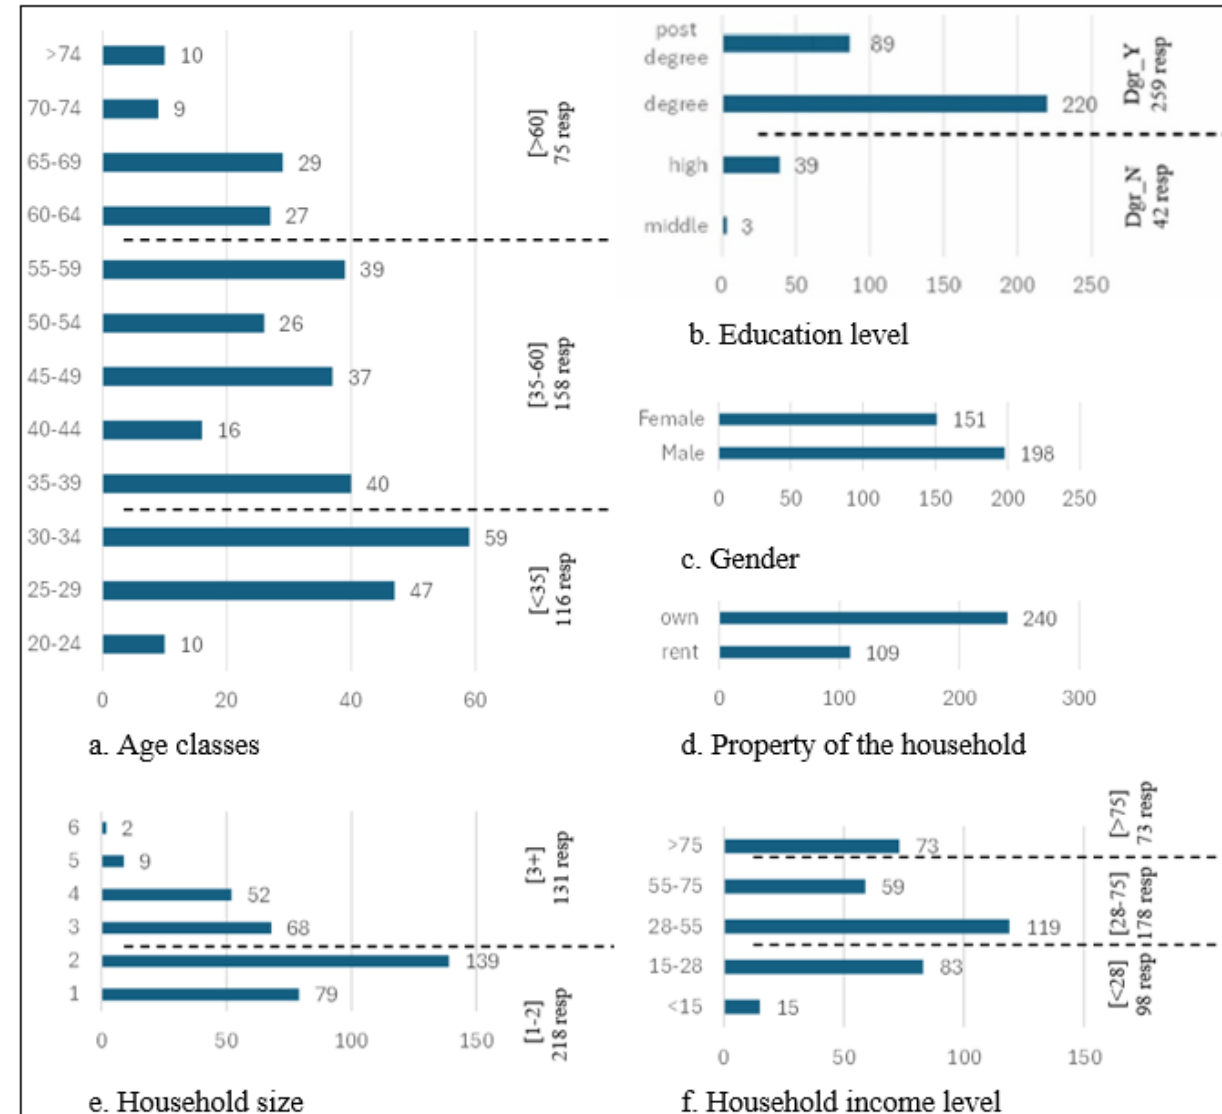 >74 10
70-74 9
65-69 29
60-64 27
[>60]
75 resp
55-59 39
50-54 26
45-49 37
40-44 16
35-39 40
[35-60]
158 resp
30-34 59
25-29 47
20-24 10
[<35]
116 resp
0 20 40 60
a. Age classes
post
degree 89
degree 220
Dgr_Y
259 resp
high 39
middle 3
Dgr_N
42 resp
0 50 100 150 200 250
b. Education level
Female 151
Male 198
0 50 100 150 200 250
c. Gender
own 240
rent 109
0 100 200 300
d. Property of the household
6 2
5 9
4 52
3 68
[3+]
131 resp
2 139
1 79
[1-2]
218 resp
0 50 100 150
e. Household size
>75 73
[>75]
73 resp
55-75 59
28-55 119
[28-75]
178 resp
15-28 83
<15 15
[<28]
98 resp
0 50 100 150
f. Household income level